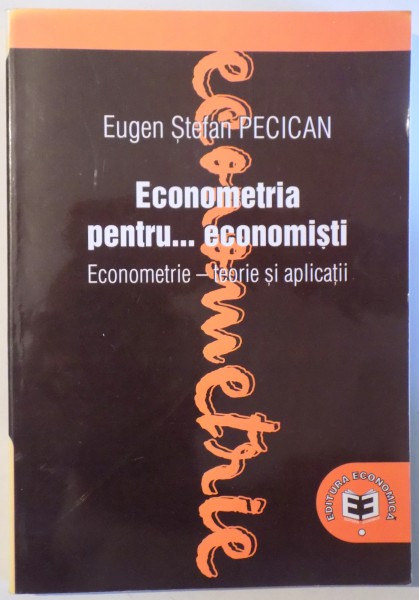 Eugen Ștefan PECICAN
Econometria
pentru... economiști
Econometrie – teorie și aplicații
econometrie
EDITURA ECONOMICĂ